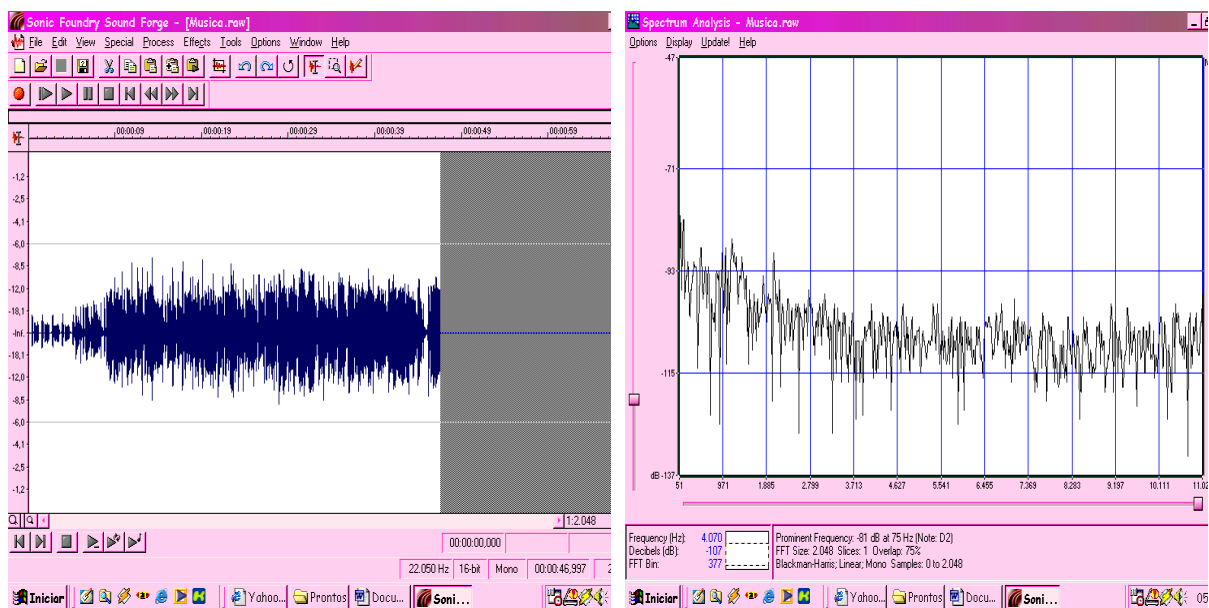 Sonic Foundry Sound Forge - [Musica.raw]
File Edit View Special Process Effects Tools Options Window Help
,00:00:09 ,00:00:19 ,00:00:29 ,00:00:39 ,00:00:49 ,00:00:59
-1,2
-2,5
-4,1
-6,0
-8,5
-12,0
-18,1
-Inf.
-18,1
-12,0
-8,5
-6,0
-4,1
-2,5
-1,2
1:2.048
00:00:00,000
22.050 Hz 16-bit Mono 00:00:46,997 2
Iniciar Yahoo... Prontos Docu... Soni...
Spectrum Analysis - Musica.raw
Options Display Update! Help
-47
-71
-93
-115
dB-137
51 971 1.885 2.799 3.713 4.627 5.541 6.455 7.369 8.283 9.197 10.111 11.02
Frequency (Hz): 4.070 Prominent Frequency: -81 dB at 75 Hz (Note: D2)
Decibels (dB): -107 FFT Size: 2.048 Slices: 1 Overlap: 75%
FFT Bin: 377 Blackman-Harris; Linear; Mono Samples: 0 to 2.048
Iniciar Yahoo... Prontos Docu... Soni... 05